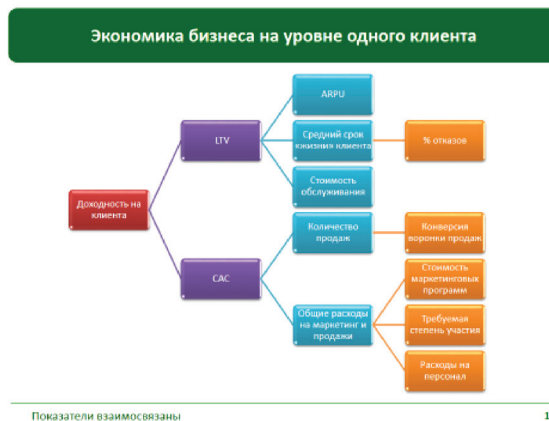 Экономика бизнеса на уровне одного клиента
ARPU
LTV
Средний срок
«жизни» клиента
% отказов
Стоимость
обслуживания
Доходность на
клиента
Количество
продаж
Конверсия
воронки продаж
CAC
Стоимость
маркетинговых
программ
Общие расходы
на маркетинг и
продажи
Требуемая
степень участия
Расходы на
персонал
Показатели взаимосвязаны
1